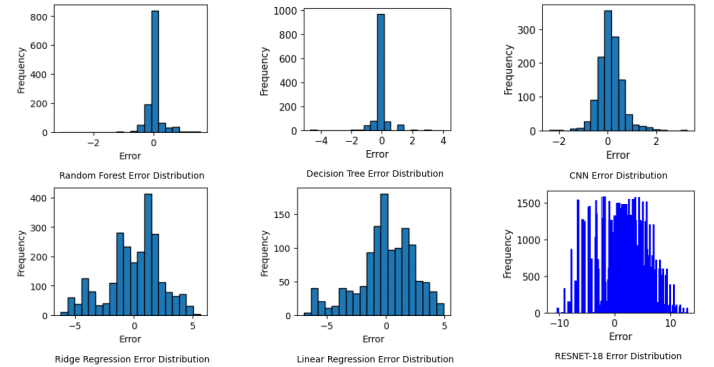 800
600
400
200
0
Frequency
−2
0
Error
Random Forest Error Distribution
1000
800
600
400
200
0
Frequency
−4
−2
0
2
4
Error
Decision Tree Error Distribution
300
200
100
0
Frequency
−2
0
2
Error
CNN Error Distribution
400
300
200
100
0
Frequency
−5
0
5
Error
Ridge Regression Error Distribution
150
100
50
0
Frequency
−5
0
5
Error
Linear Regression Error Distribution
1500
1000
500
0
Frequency
−10
0
10
Error
RESNET-18 Error Distribution